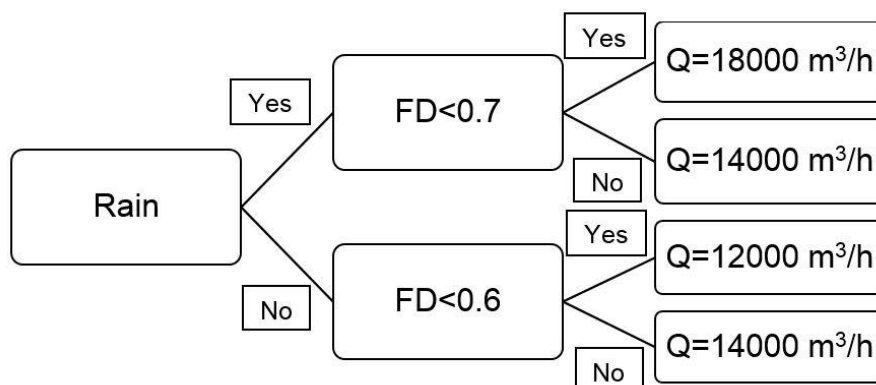 Yes
Q=18000 m³/h
Yes
FD<0.7
Q=14000 m³/h
No
Rain
Yes
Q=12000 m³/h
No
FD<0.6
Q=14000 m³/h
No